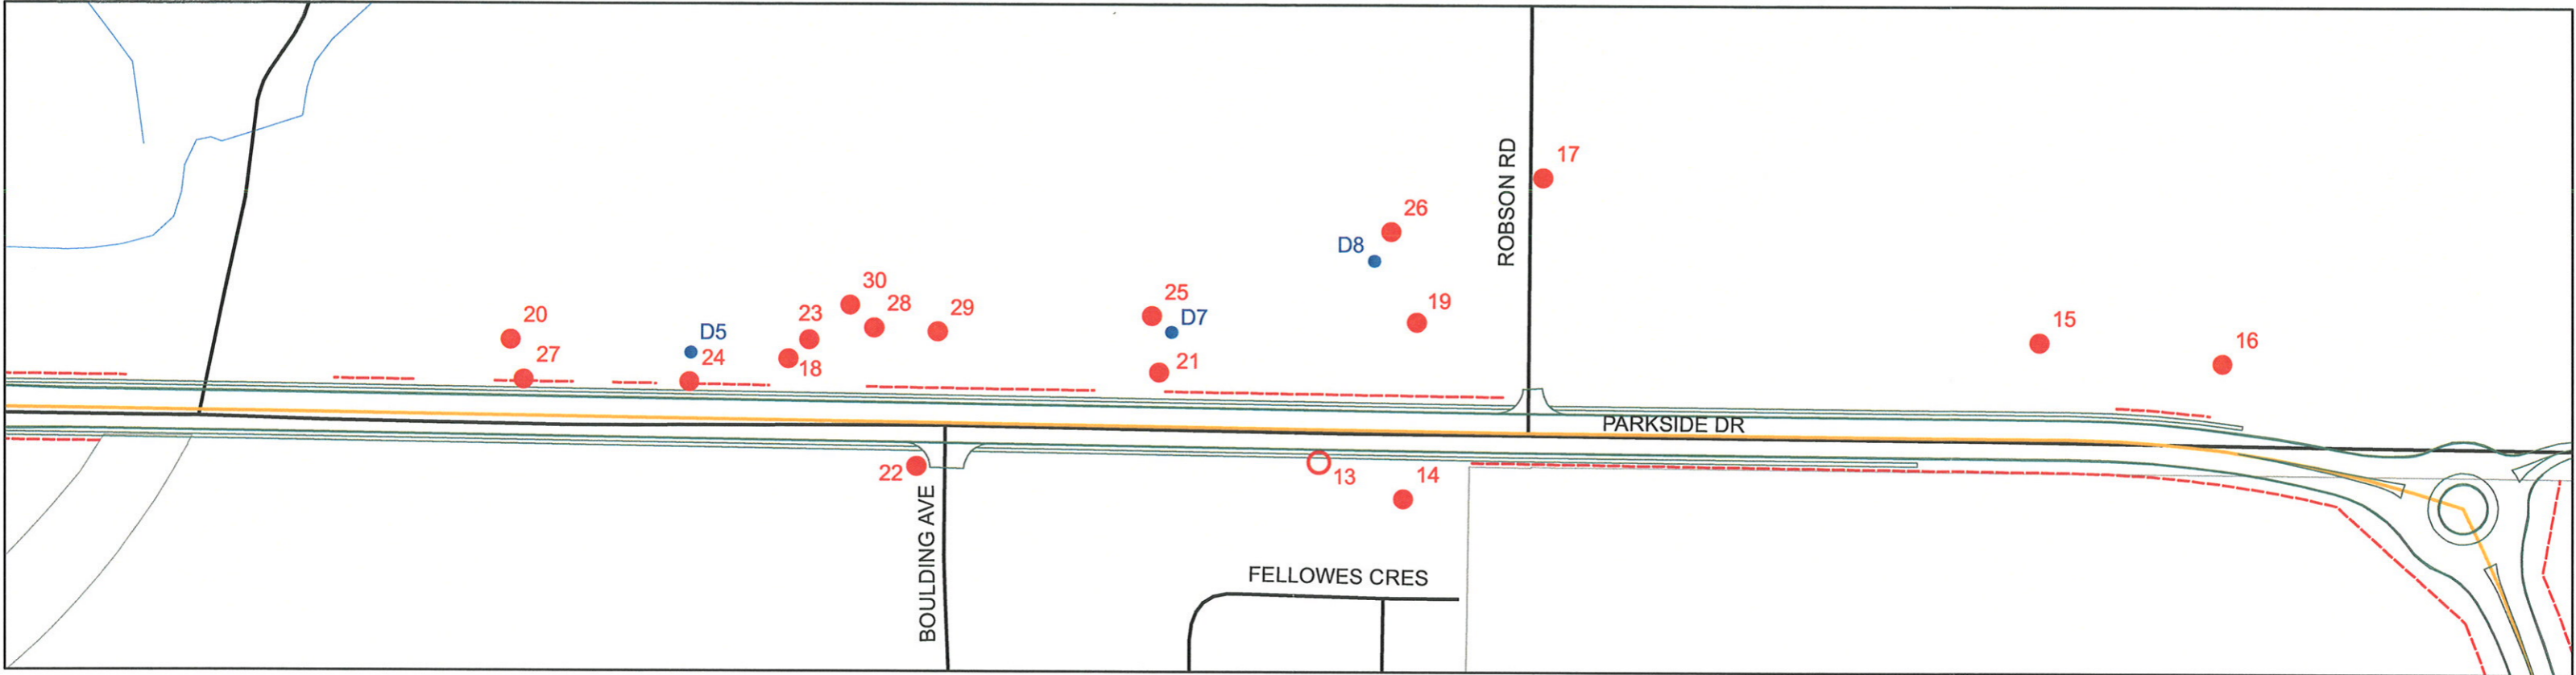 17
ROBSON RD
26
D8
30
25
20
23
28
29
D7
19
15
16
D5
27
24
18
21
PARKSIDE DR
22
13
14
BOULDING AVE
FELLOWES CRES